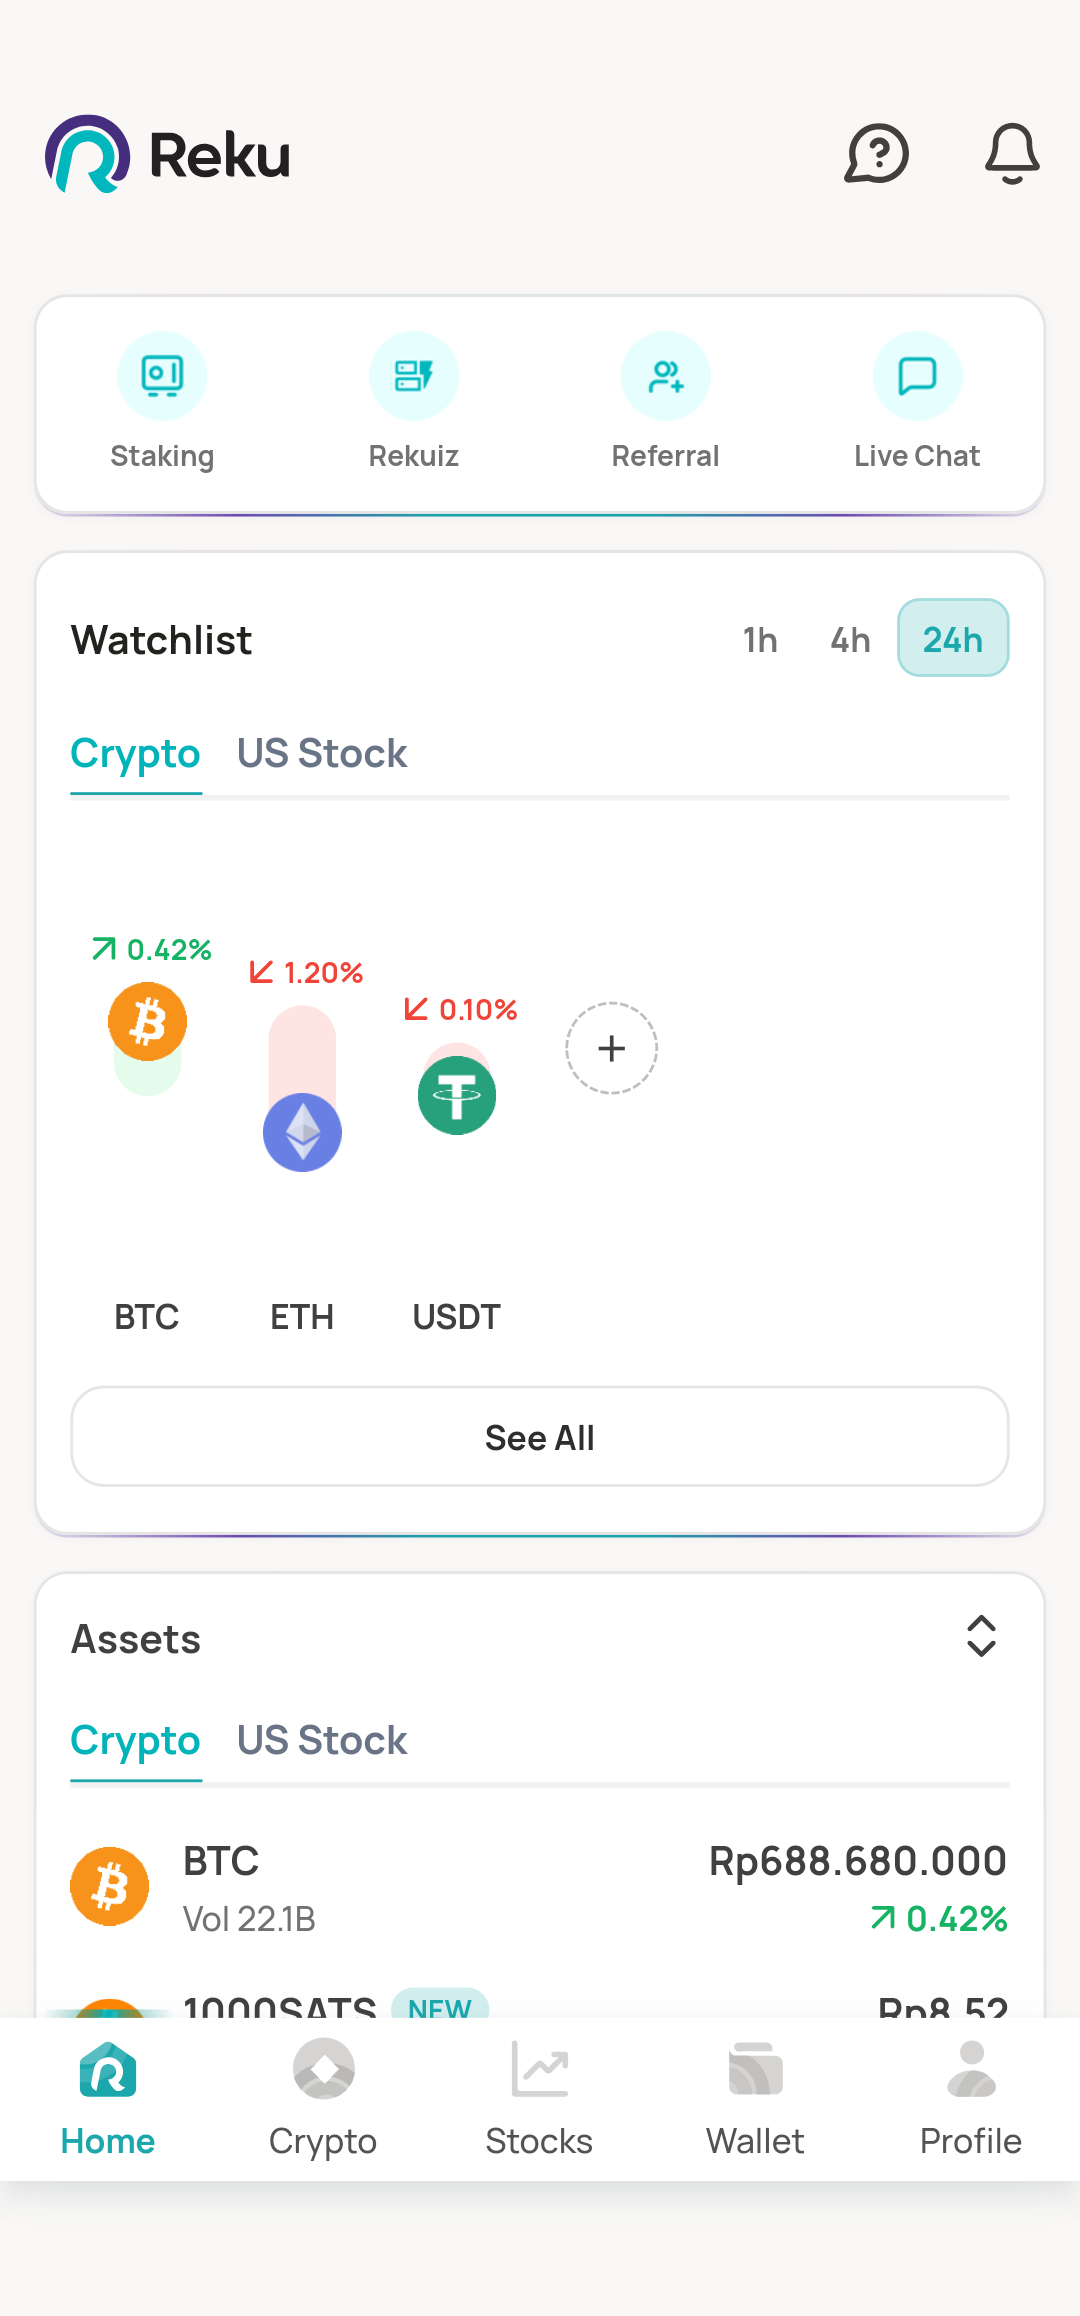 Reku
Staking
Rekuiz
Referral
Live Chat
Watchlist
1h
4h
24h
Crypto
US Stock
0.42%
1.20%
0.10%
BTC
ETH
USDT
See All
Assets
Crypto
US Stock
BTC
Rp688.680.000
Vol 22.1B
0.42%
1000SATS
NEW
Rp8.52
Home
Crypto
Stocks
Wallet
Profile